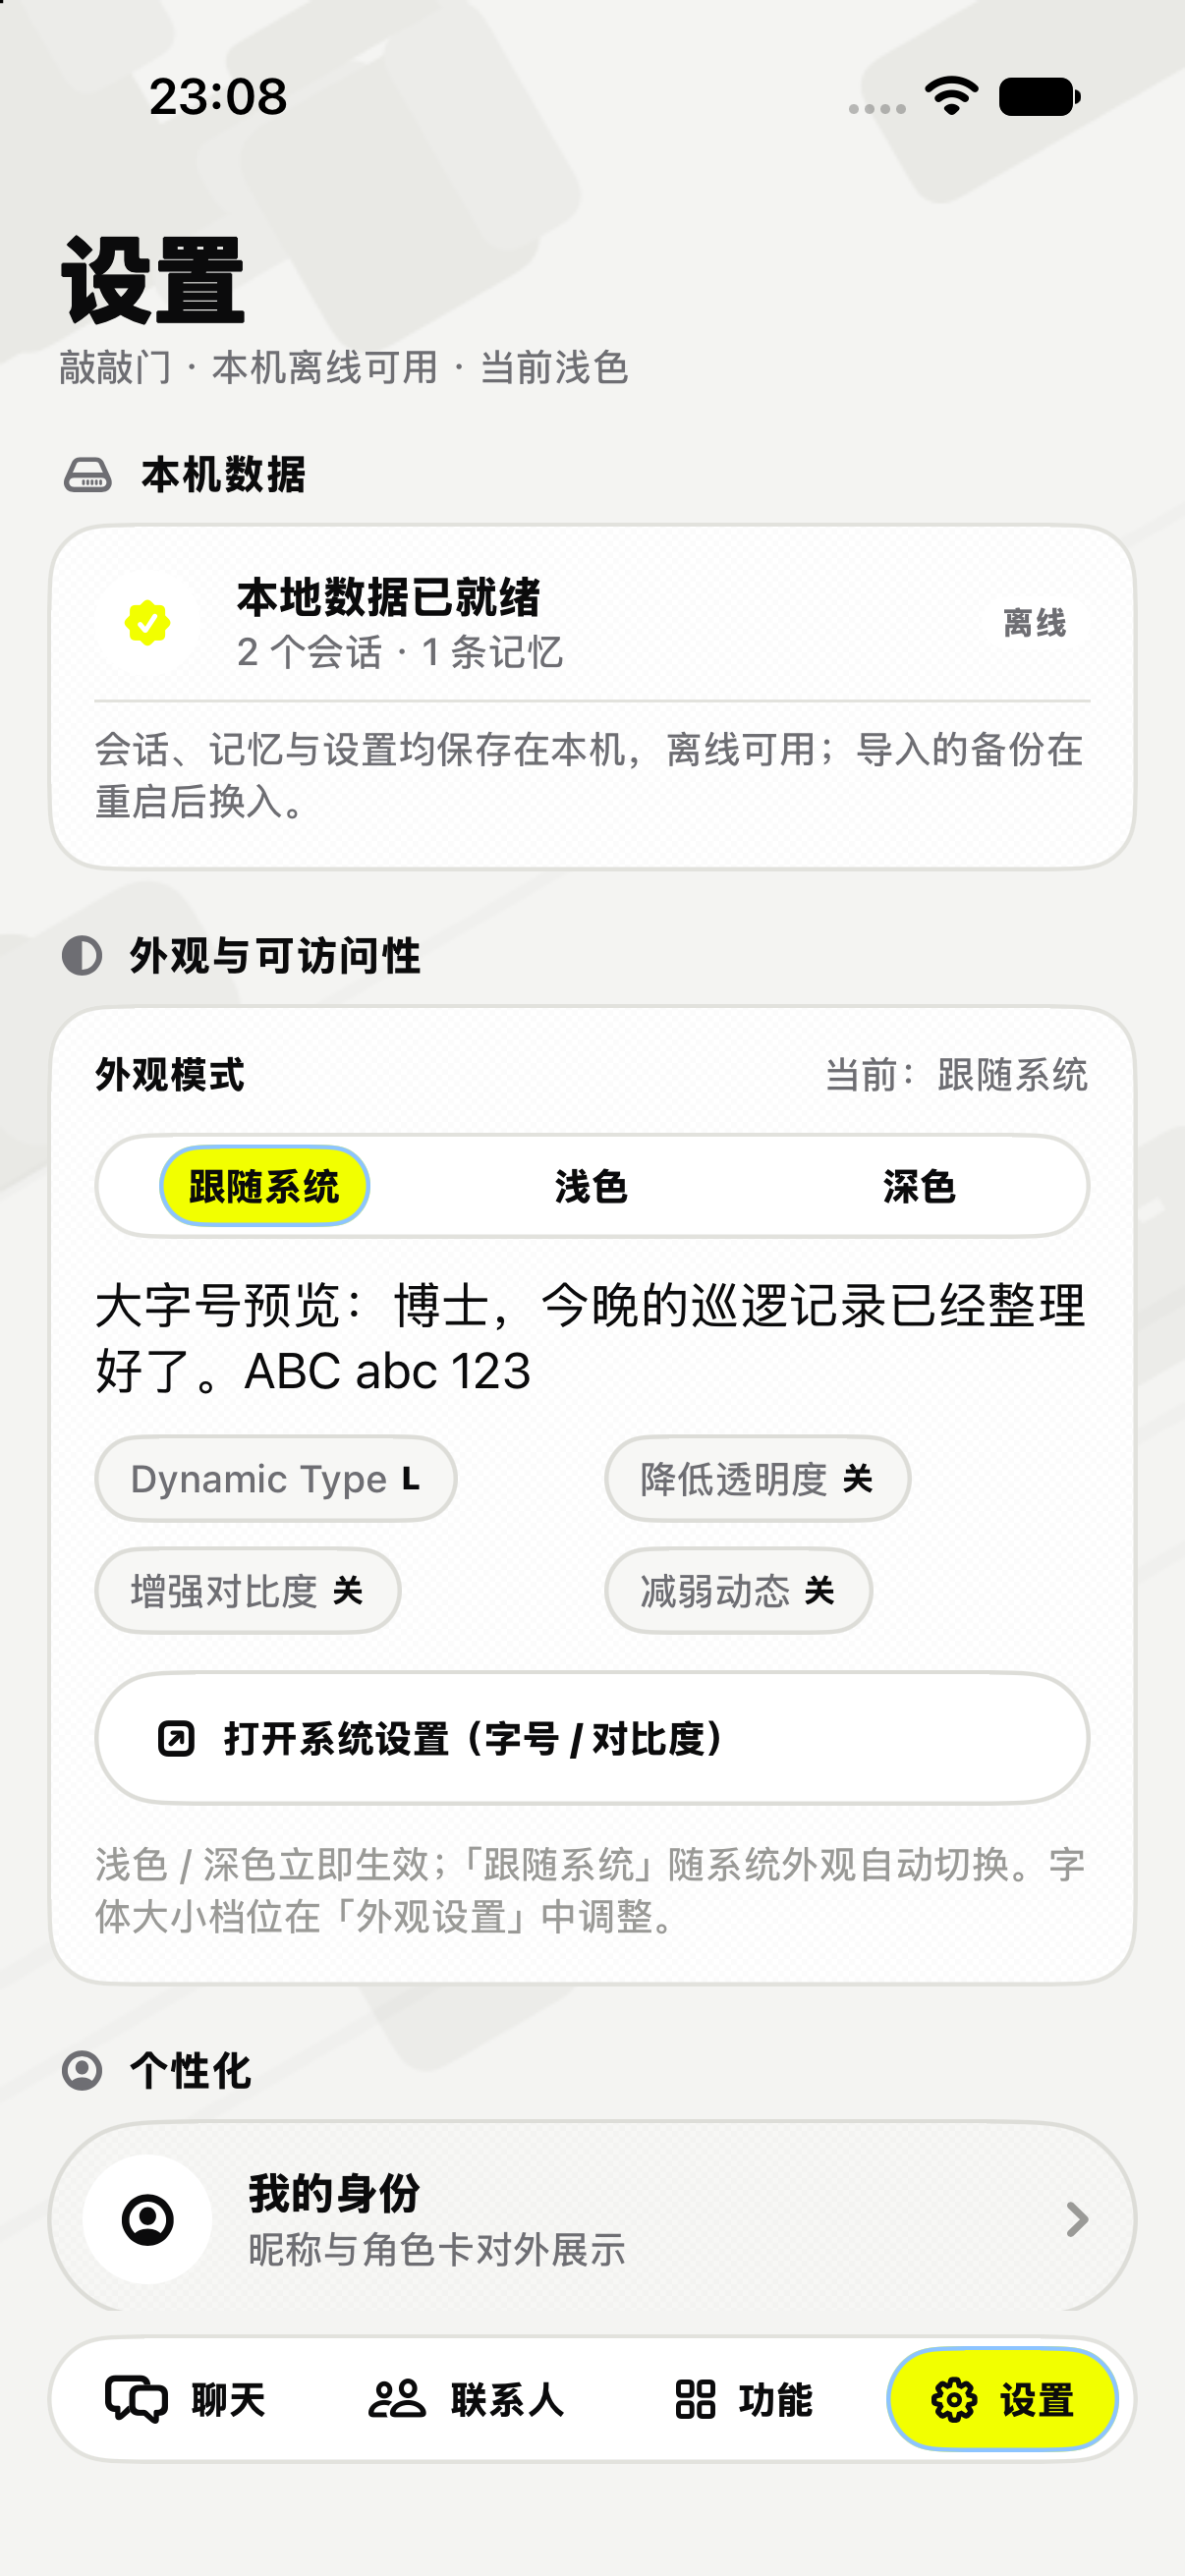 23:08
设置
敲敲门 · 本机离线可用 · 当前浅色
本机数据
本地数据已就绪
2 个会话 · 1 条记忆
离线
会话、记忆与设置均保存在本机，离线可用；导入的备份在
重启后换入。
外观与可访问性
外观模式
当前：跟随系统
跟随系统
浅色
深色
大字号预览：博士，今晚的巡逻记录已经整理
好了。ABC abc 123
Dynamic Type L
降低透明度 关
增强对比度 关
减弱动态 关
打开系统设置（字号 / 对比度）
浅色 / 深色立即生效；「跟随系统」随系统外观自动切换。字
体大小档位在「外观设置」中调整。
个性化
我的身份
昵称与角色卡对外展示
聊天
联系人
功能
设置